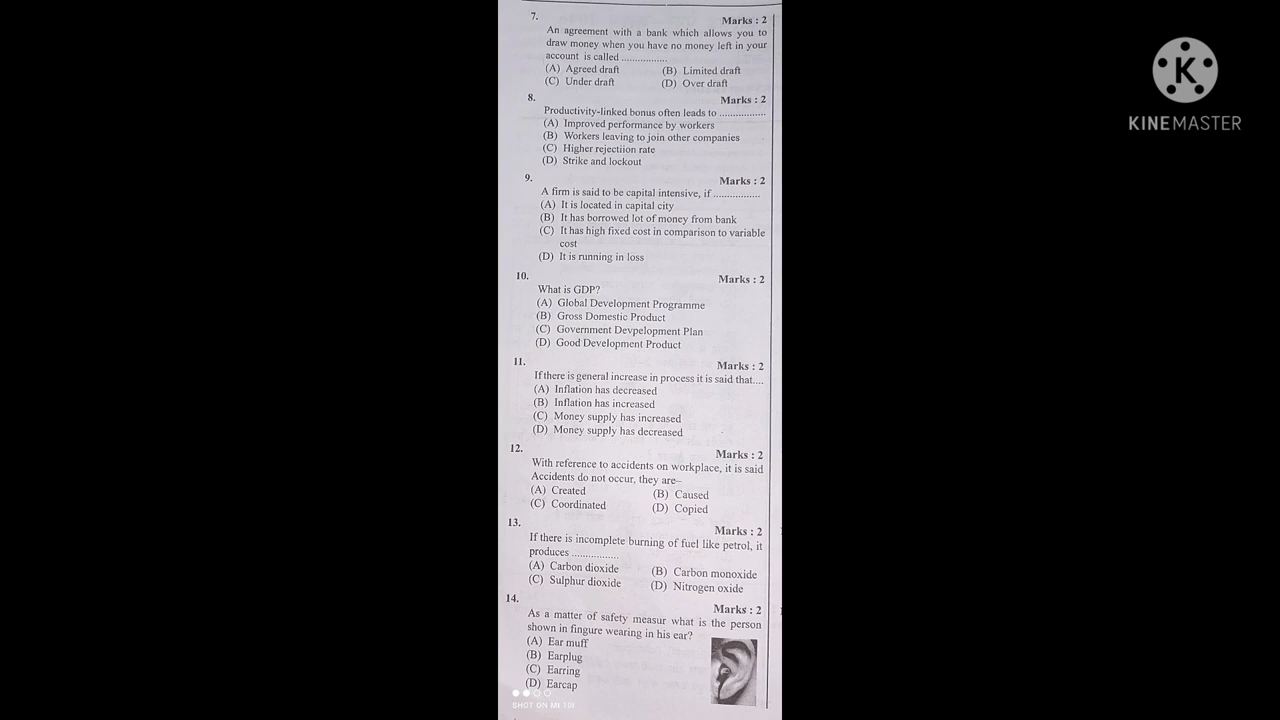 7.
Marks : 2
An agreement with a bank which allows you to
draw money when you have no money left in your
account is called ................
(A) Agreed draft (B) Limited draft
(C) Under draft (D) Over draft
8.
Marks : 2
Productivity-linked bonus often leads to ................
(A) Improved performance by workers
(B) Workers leaving to join other companies
(C) Higher rejectiion rate
(D) Strike and lockout
9.
Marks : 2
A firm is said to be capital intensive, if ................
(A) It is located in capital city
(B) It has borrowed lot of money from bank
(C) It has high fixed cost in comparison to variable
cost
(D) It is running in loss
10.
Marks : 2
What is GDP?
(A) Global Development Programme
(B) Gross Domestic Product
(C) Government Devpelopment Plan
(D) Good Development Product
11.
Marks : 2
If there is general increase in process it is said that....
(A) Inflation has decreased
(B) Inflation has increased
(C) Money supply has increased
(D) Money supply has decreased
12.
Marks : 2
With reference to accidents on workplace, it is said
Accidents do not occur, they are–
(A) Created (B) Caused
(C) Coordinated (D) Copied
13.
Marks : 2
If there is incomplete burning of fuel like petrol, it
produces ................
(A) Carbon dioxide (B) Carbon monoxide
(C) Sulphur dioxide (D) Nitrogen oxide
14.
Marks : 2
As a matter of safety measur what is the person
shown in fingure wearing in his ear?
(A) Ear muff
(B) Earplug
(C) Earring
(D) Earcap
SHOT ON MI 10I
K
KINEMASTER